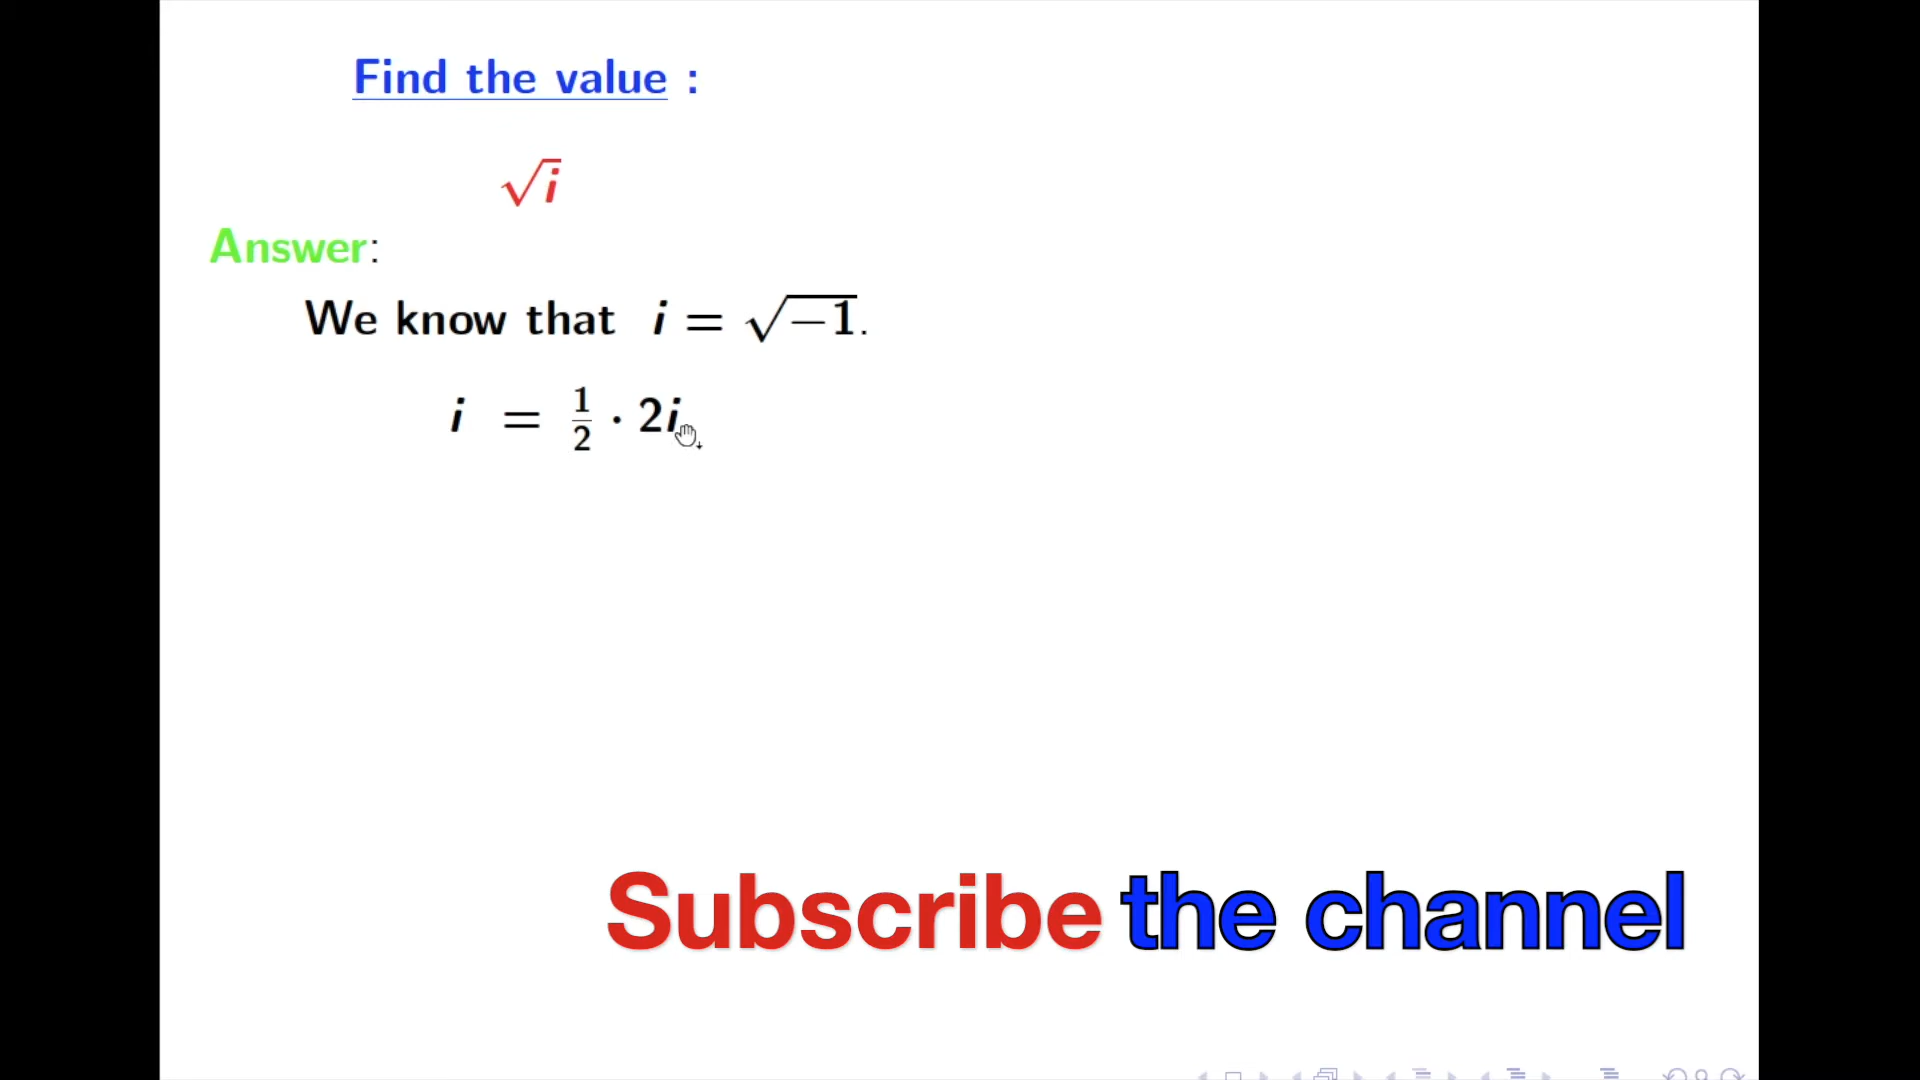 Find the value :
√i
Answer:
We know that i = √−1.
i = 1/2 · 2i
Subscribe the channel